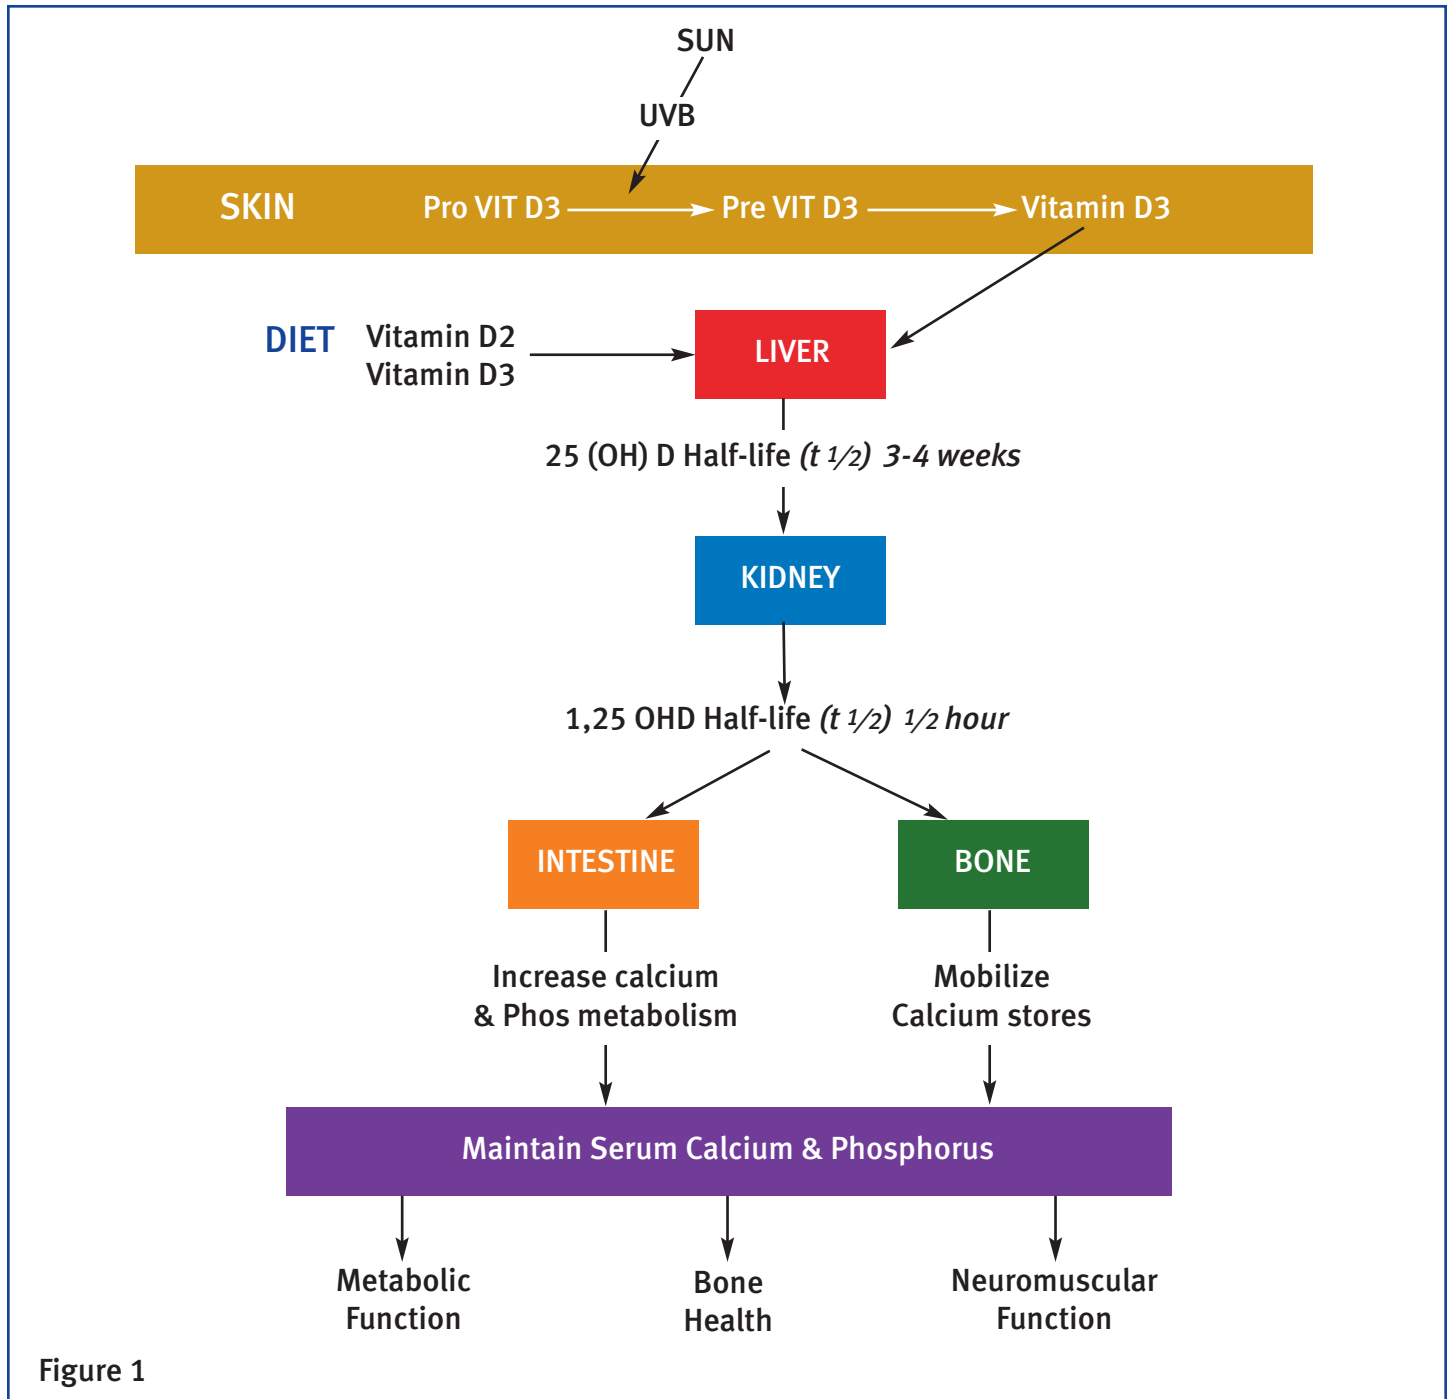 SUN
UVB
SKIN Pro VIT D3 Pre VIT D3 Vitamin D3
DIET Vitamin D2
Vitamin D3
LIVER
25 (OH) D Half-life (t 1/2) 3-4 weeks
KIDNEY
1,25 OHD Half-life (t 1/2) 1/2 hour
INTESTINE
BONE
Increase calcium
& Phos metabolism
Mobilize
Calcium stores
Maintain Serum Calcium & Phosphorus
Metabolic
Function
Bone
Health
Neuromuscular
Function
Figure 1